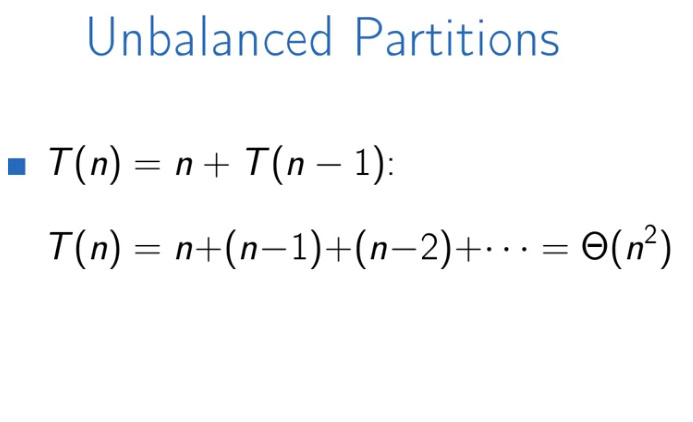 Unbalanced Partitions
T(n) = n + T(n − 1):
T(n) = n+(n−1)+(n−2)+··· = Θ(n²)